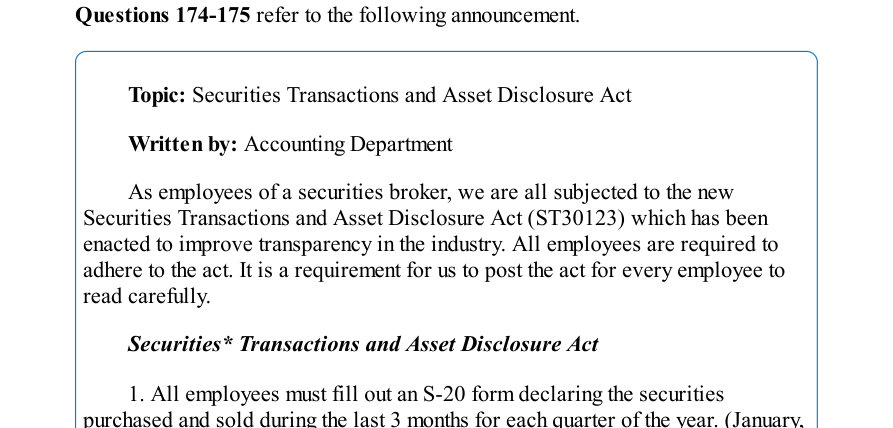 Questions 174-175 refer to the following announcement.
Topic: Securities Transactions and Asset Disclosure Act
Written by: Accounting Department
As employees of a securities broker, we are all subjected to the new
Securities Transactions and Asset Disclosure Act (ST30123) which has been
enacted to improve transparency in the industry. All employees are required to
adhere to the act. It is a requirement for us to post the act for every employee to
read carefully.
Securities* Transactions and Asset Disclosure Act
1. All employees must fill out an S-20 form declaring the securities
purchased and sold during the last 3 months for each quarter of the year. (January,